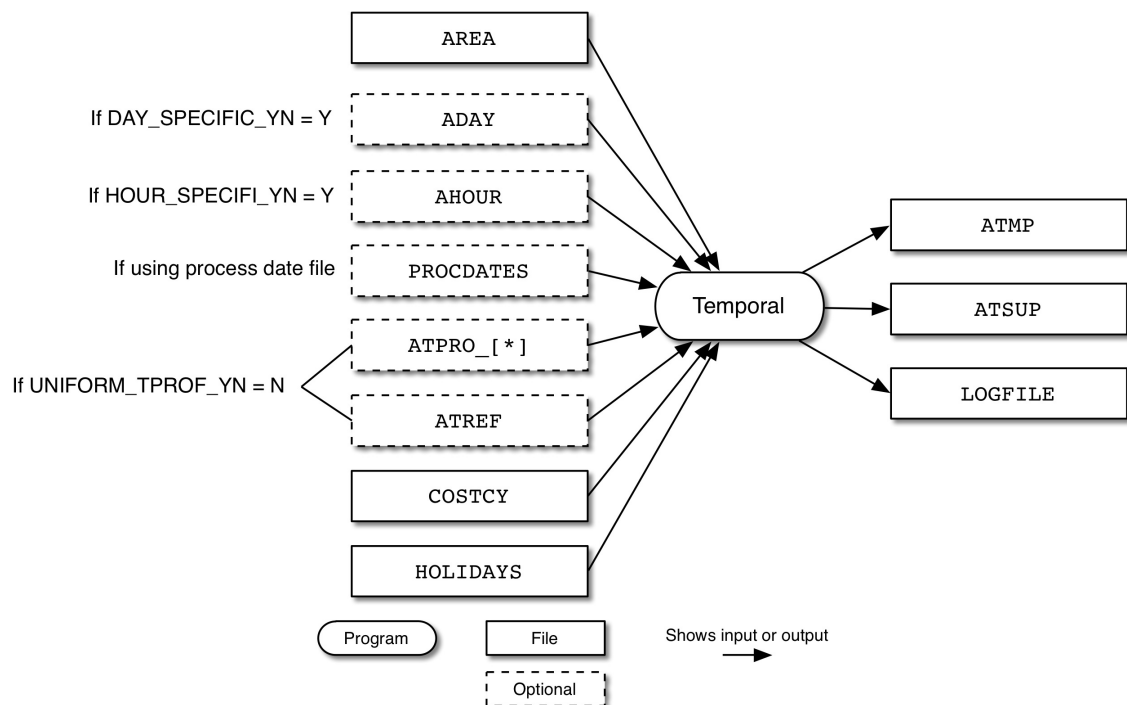 AREA
If DAY_SPECIFIC_YN = Y
ADAY
If HOUR_SPECIFI_YN = Y
AHOUR
If using process date file
PROCDATES
If UNIFORM_TPROF_YN = N
ATPRO_[*]
ATREF
COSTCY
HOLIDAYS
Temporal
ATMP
ATSUP
LOGFILE
Program
File
Shows input or output
Optional